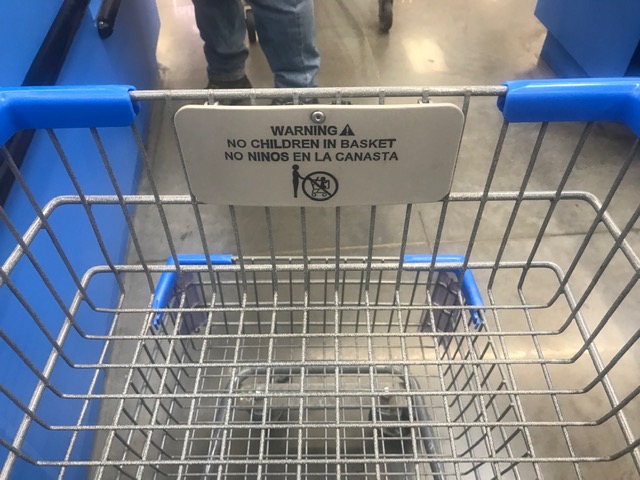 WARNING
NO CHILDREN IN BASKET
NO NINOS EN LA CANASTA